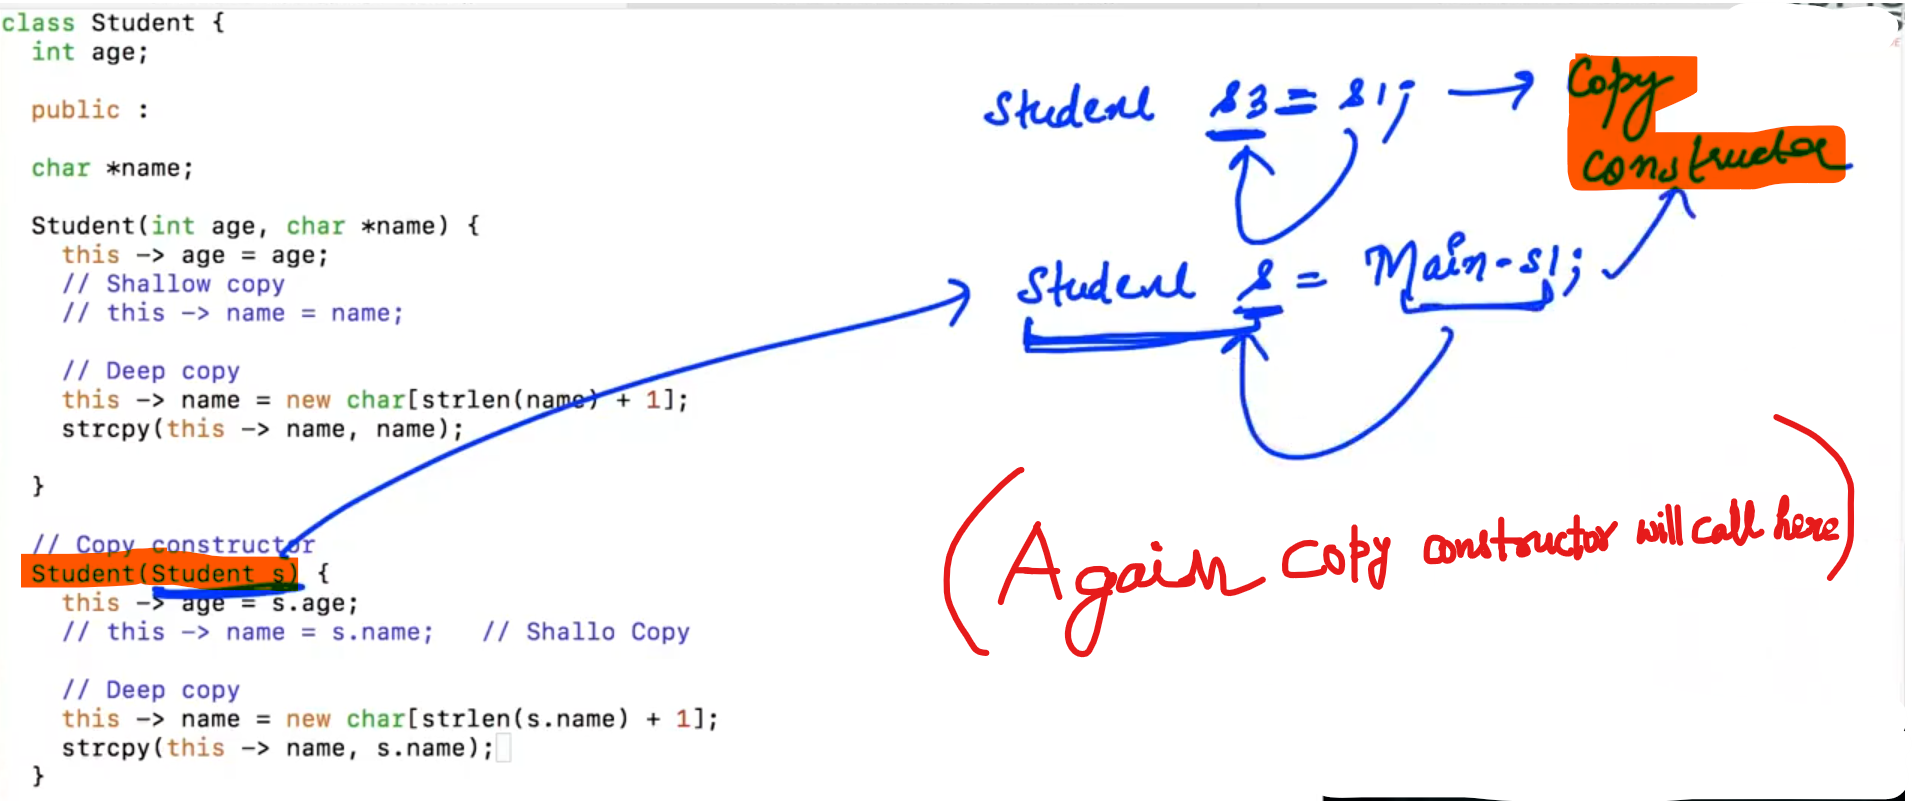 class Student {
int age;
public :
char *name;
Student(int age, char *name) {
this -> age = age;
// Shallow copy
// this -> name = name;
// Deep copy
this -> name = new char[strlen(name) + 1];
strcpy(this -> name, name);
}
// Copy constructor
Student(Student s) {
this -> age = s.age;
// this -> name = s.name;   // Shallo Copy
// Deep copy
this -> name = new char[strlen(s.name) + 1];
strcpy(this -> name, s.name);
}
Student s3 = s1; → Copy
constructor
Student s = Main-s1;
(Again copy constructor will call here)